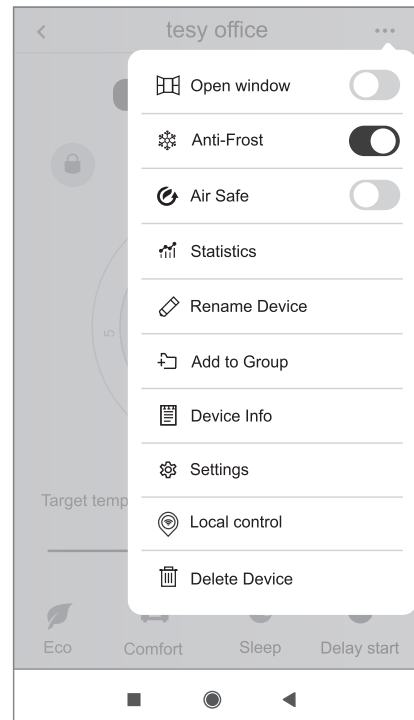 tesy office
Open window
Anti-Frost
Air Safe
Statistics
Rename Device
Add to Group
Device Info
Settings
Local control
Delete Device
5
Target temp
Eco Comfort Sleep Delay start